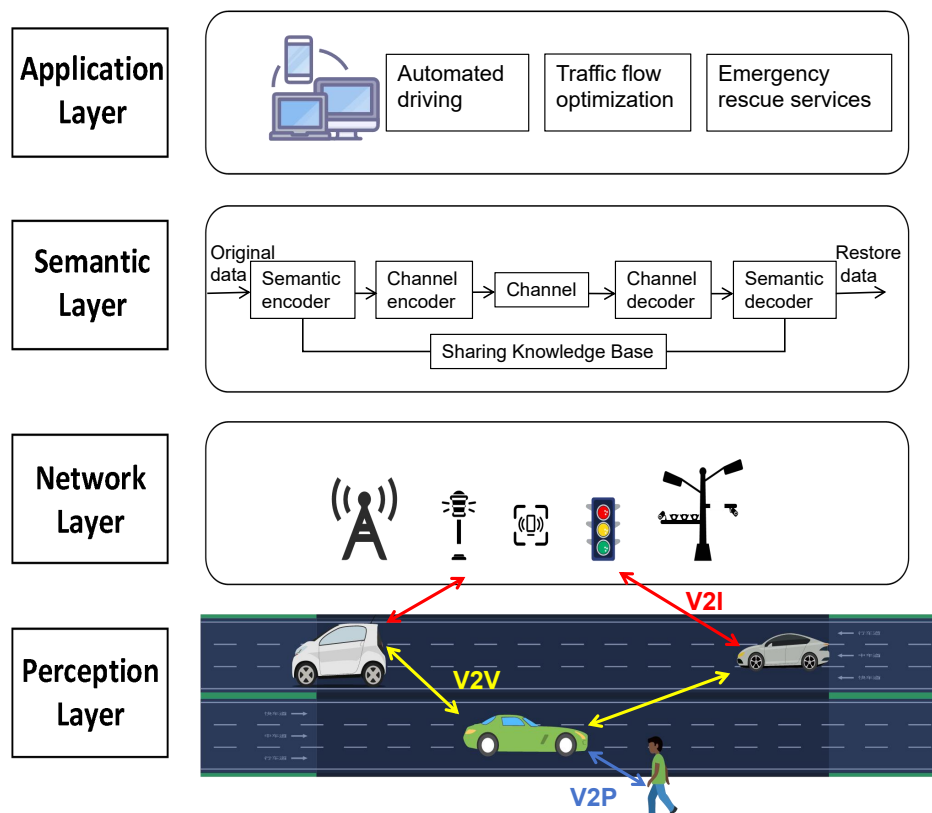 Application
Layer
Automated
driving
Traffic flow
optimization
Emergency
rescue services
Semantic
Layer
Original
data
Semantic
encoder
Channel
encoder
Channel
Channel
decoder
Semantic
decoder
Restore
data
Sharing Knowledge Base
Network
Layer
V2I
Perception
Layer
V2V
V2P